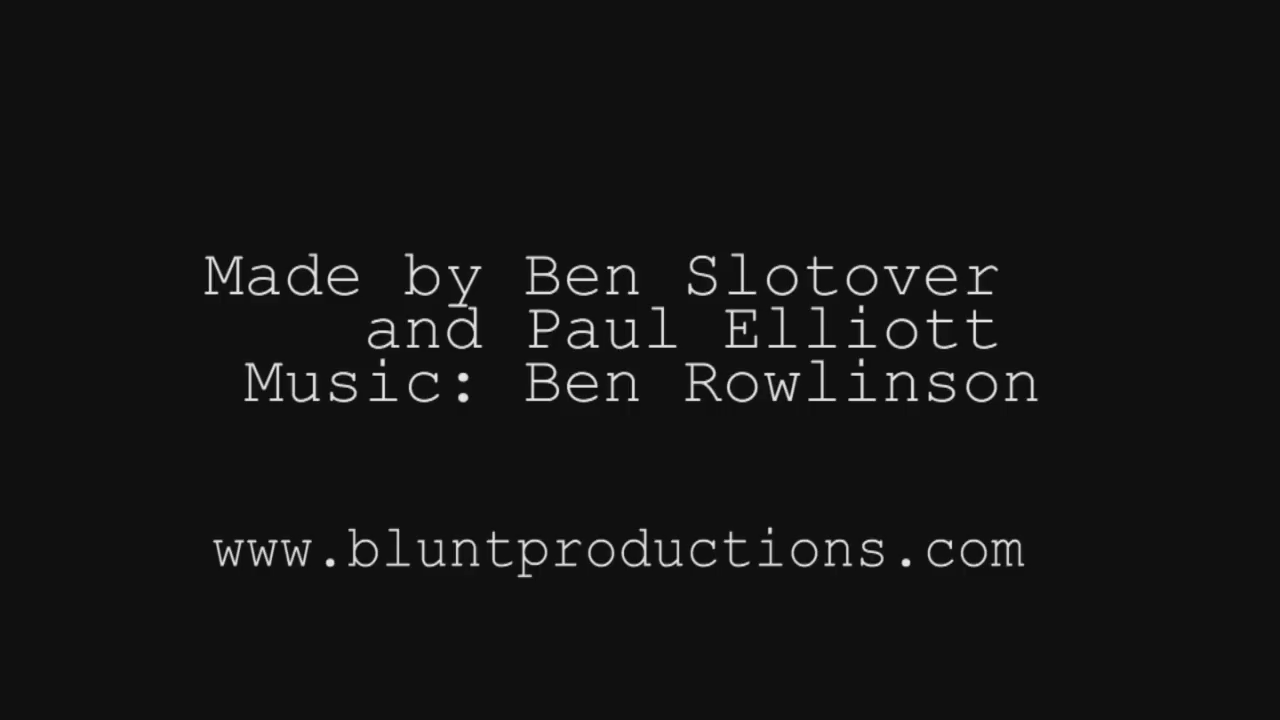 Made by Ben Slotover
and Paul Elliott
Music: Ben Rowlinson
www.bluntproductions.com